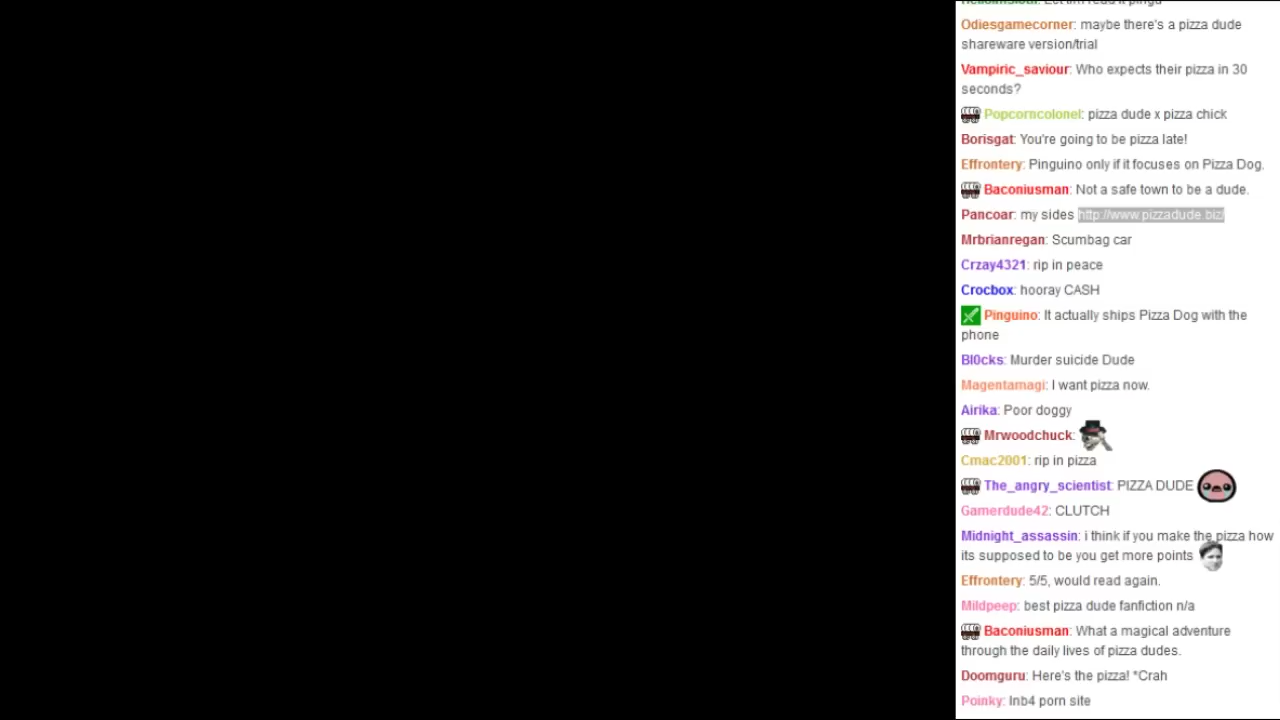 Odiesgamecorner: maybe there's a pizza dude
shareware version/trial
Vampiric_saviour: Who expects their pizza in 30
seconds?
Popcorncolonel: pizza dude x pizza chick
Borisgat: You're going to be pizza late!
Effrontery: Pinguino only if it focuses on Pizza Dog.
Baconiusman: Not a safe town to be a dude.
Pancoar: my sides http://www.pizzadude.biz/
Mrbrianregan: Scumbag car
Crzay4321: rip in peace
Crocbox: hooray CASH
Pinguino: It actually ships Pizza Dog with the
phone
Bl0cks: Murder suicide Dude
Magentamagi: I want pizza now.
Airika: Poor doggy
Mrwoodchuck:
Cmac2001: rip in pizza
The_angry_scientist: PIZZA DUDE
Gamerdude42: CLUTCH
Midnight_assassin: i think if you make the pizza how
its supposed to be you get more points
Effrontery: 5/5, would read again.
Mildpeep: best pizza dude fanfiction n/a
Baconiusman: What a magical adventure
through the daily lives of pizza dudes.
Doomguru: Here's the pizza! *Crah
Poinky: Inb4 porn site